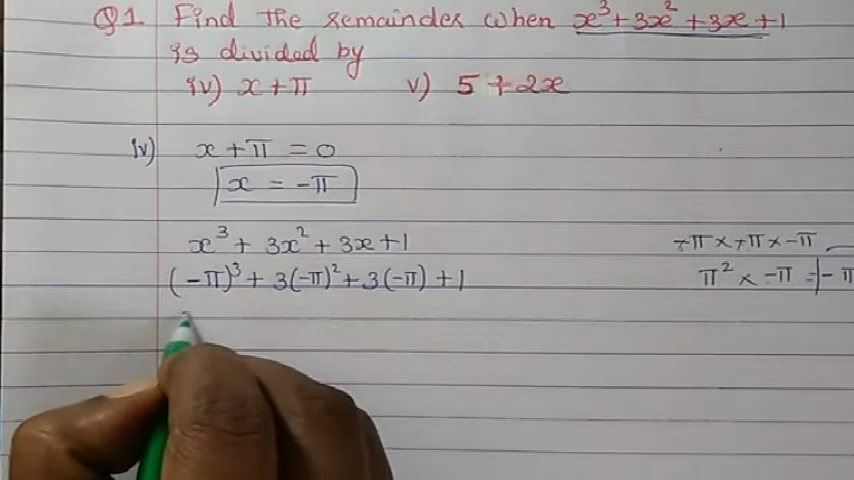 Q1 Find the remainder when x³+3x²+3x+1
is divided by
iv) x+π v) 5+2x
iv) x+π = 0
x = -π
x³ + 3x² + 3x+1
(-π)³ + 3(-π)² + 3(-π) + 1
-π × -π × -π
π² × -π = -π